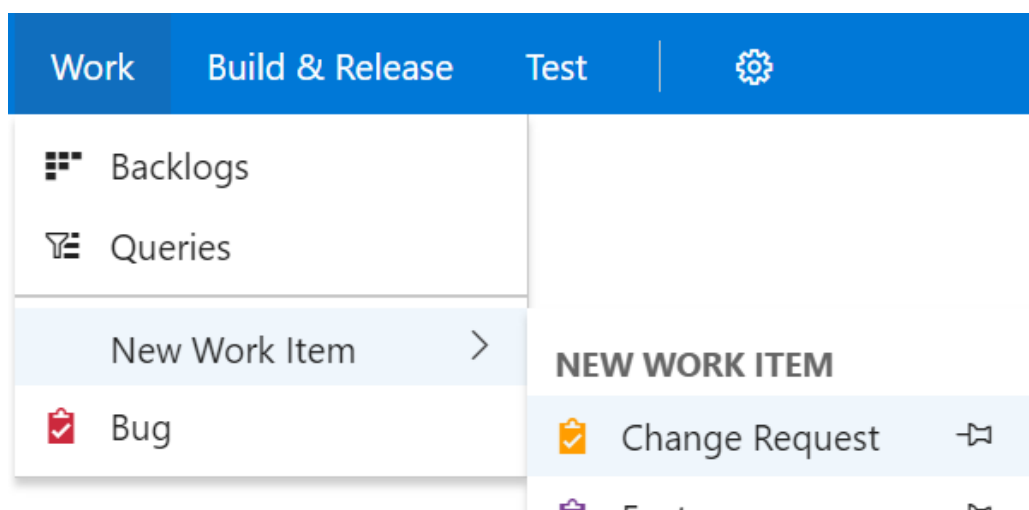 Work Build & Release Test
Backlogs
Queries
New Work Item
NEW WORK ITEM
Bug
Change Request